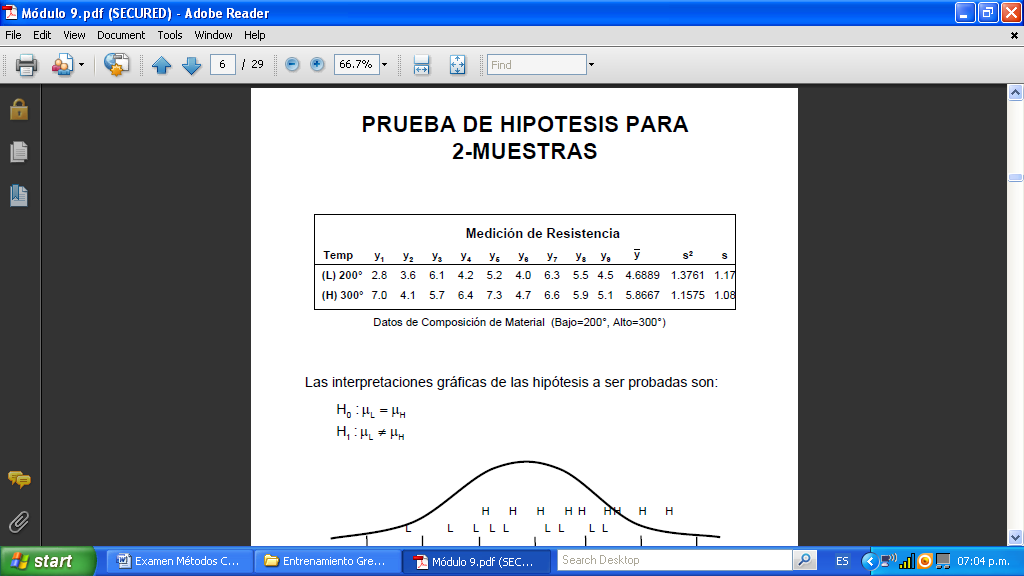 Módulo 9.pdf (SECURED) - Adobe Reader
File Edit View Document Tools Window Help
6 / 29 66.7% Find
PRUEBA DE HIPOTESIS PARA
2-MUESTRAS
Medición de Resistencia
Temp y1 y2 y3 y4 y5 y6 y7 y8 y9 y̅ s² s
(L) 200° 2.8 3.6 6.1 4.2 5.2 4.0 6.3 5.5 4.5 4.6889 1.3761 1.17
(H) 300° 7.0 4.1 5.7 6.4 7.3 4.7 6.6 5.9 5.1 5.8667 1.1575 1.08
Datos de Composición de Material (Bajo=200°, Alto=300°)
Las interpretaciones gráficas de las hipótesis a ser probadas son:
H0 : μL = μH
H1 : μL ≠ μH
H H H H H H H H H
L L L L L L L L L
start Examen Métodos C... Entrenamiento Gre... Módulo 9.pdf (SEC... Search Desktop ES 07:04 p.m.